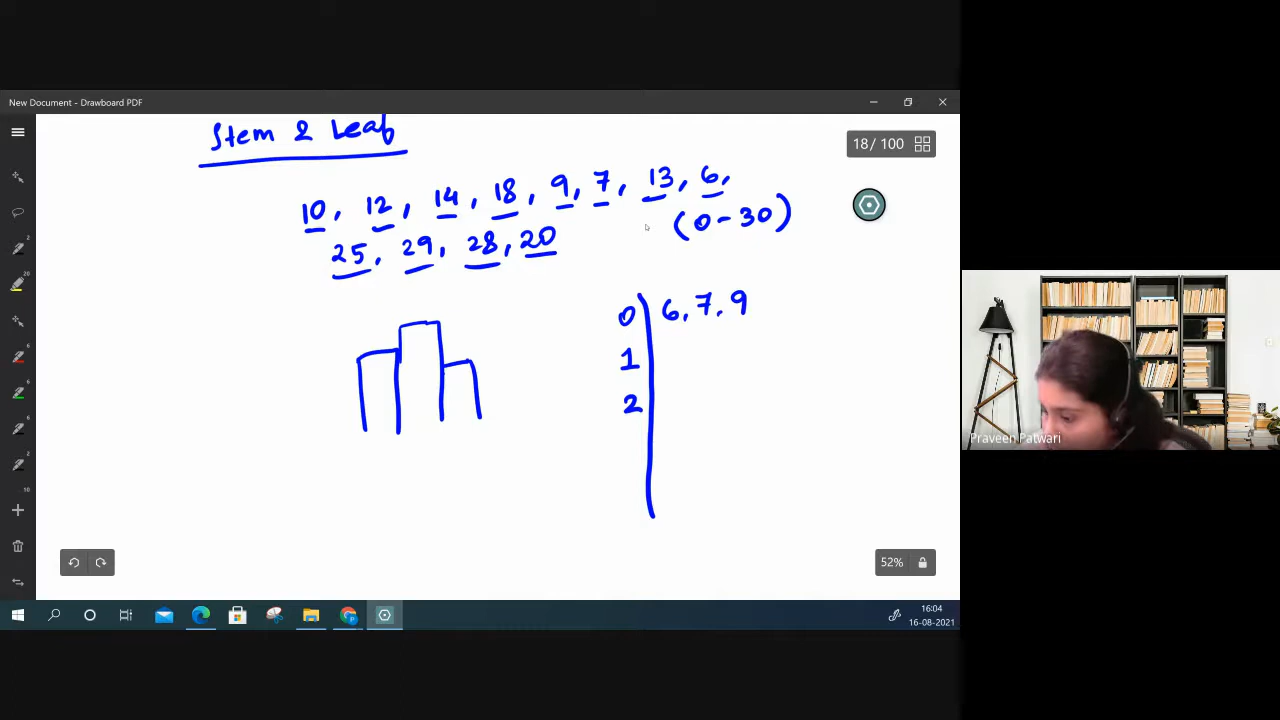 New Document - Drawboard PDF
Stem & Leaf
18 / 100
10, 12, 14, 18, 9, 7, 13, 6,
(0-30)
25, 29, 28, 20
0 6, 7, 9
1
2
Praveen Patwari
52%
16:04
16-08-2021